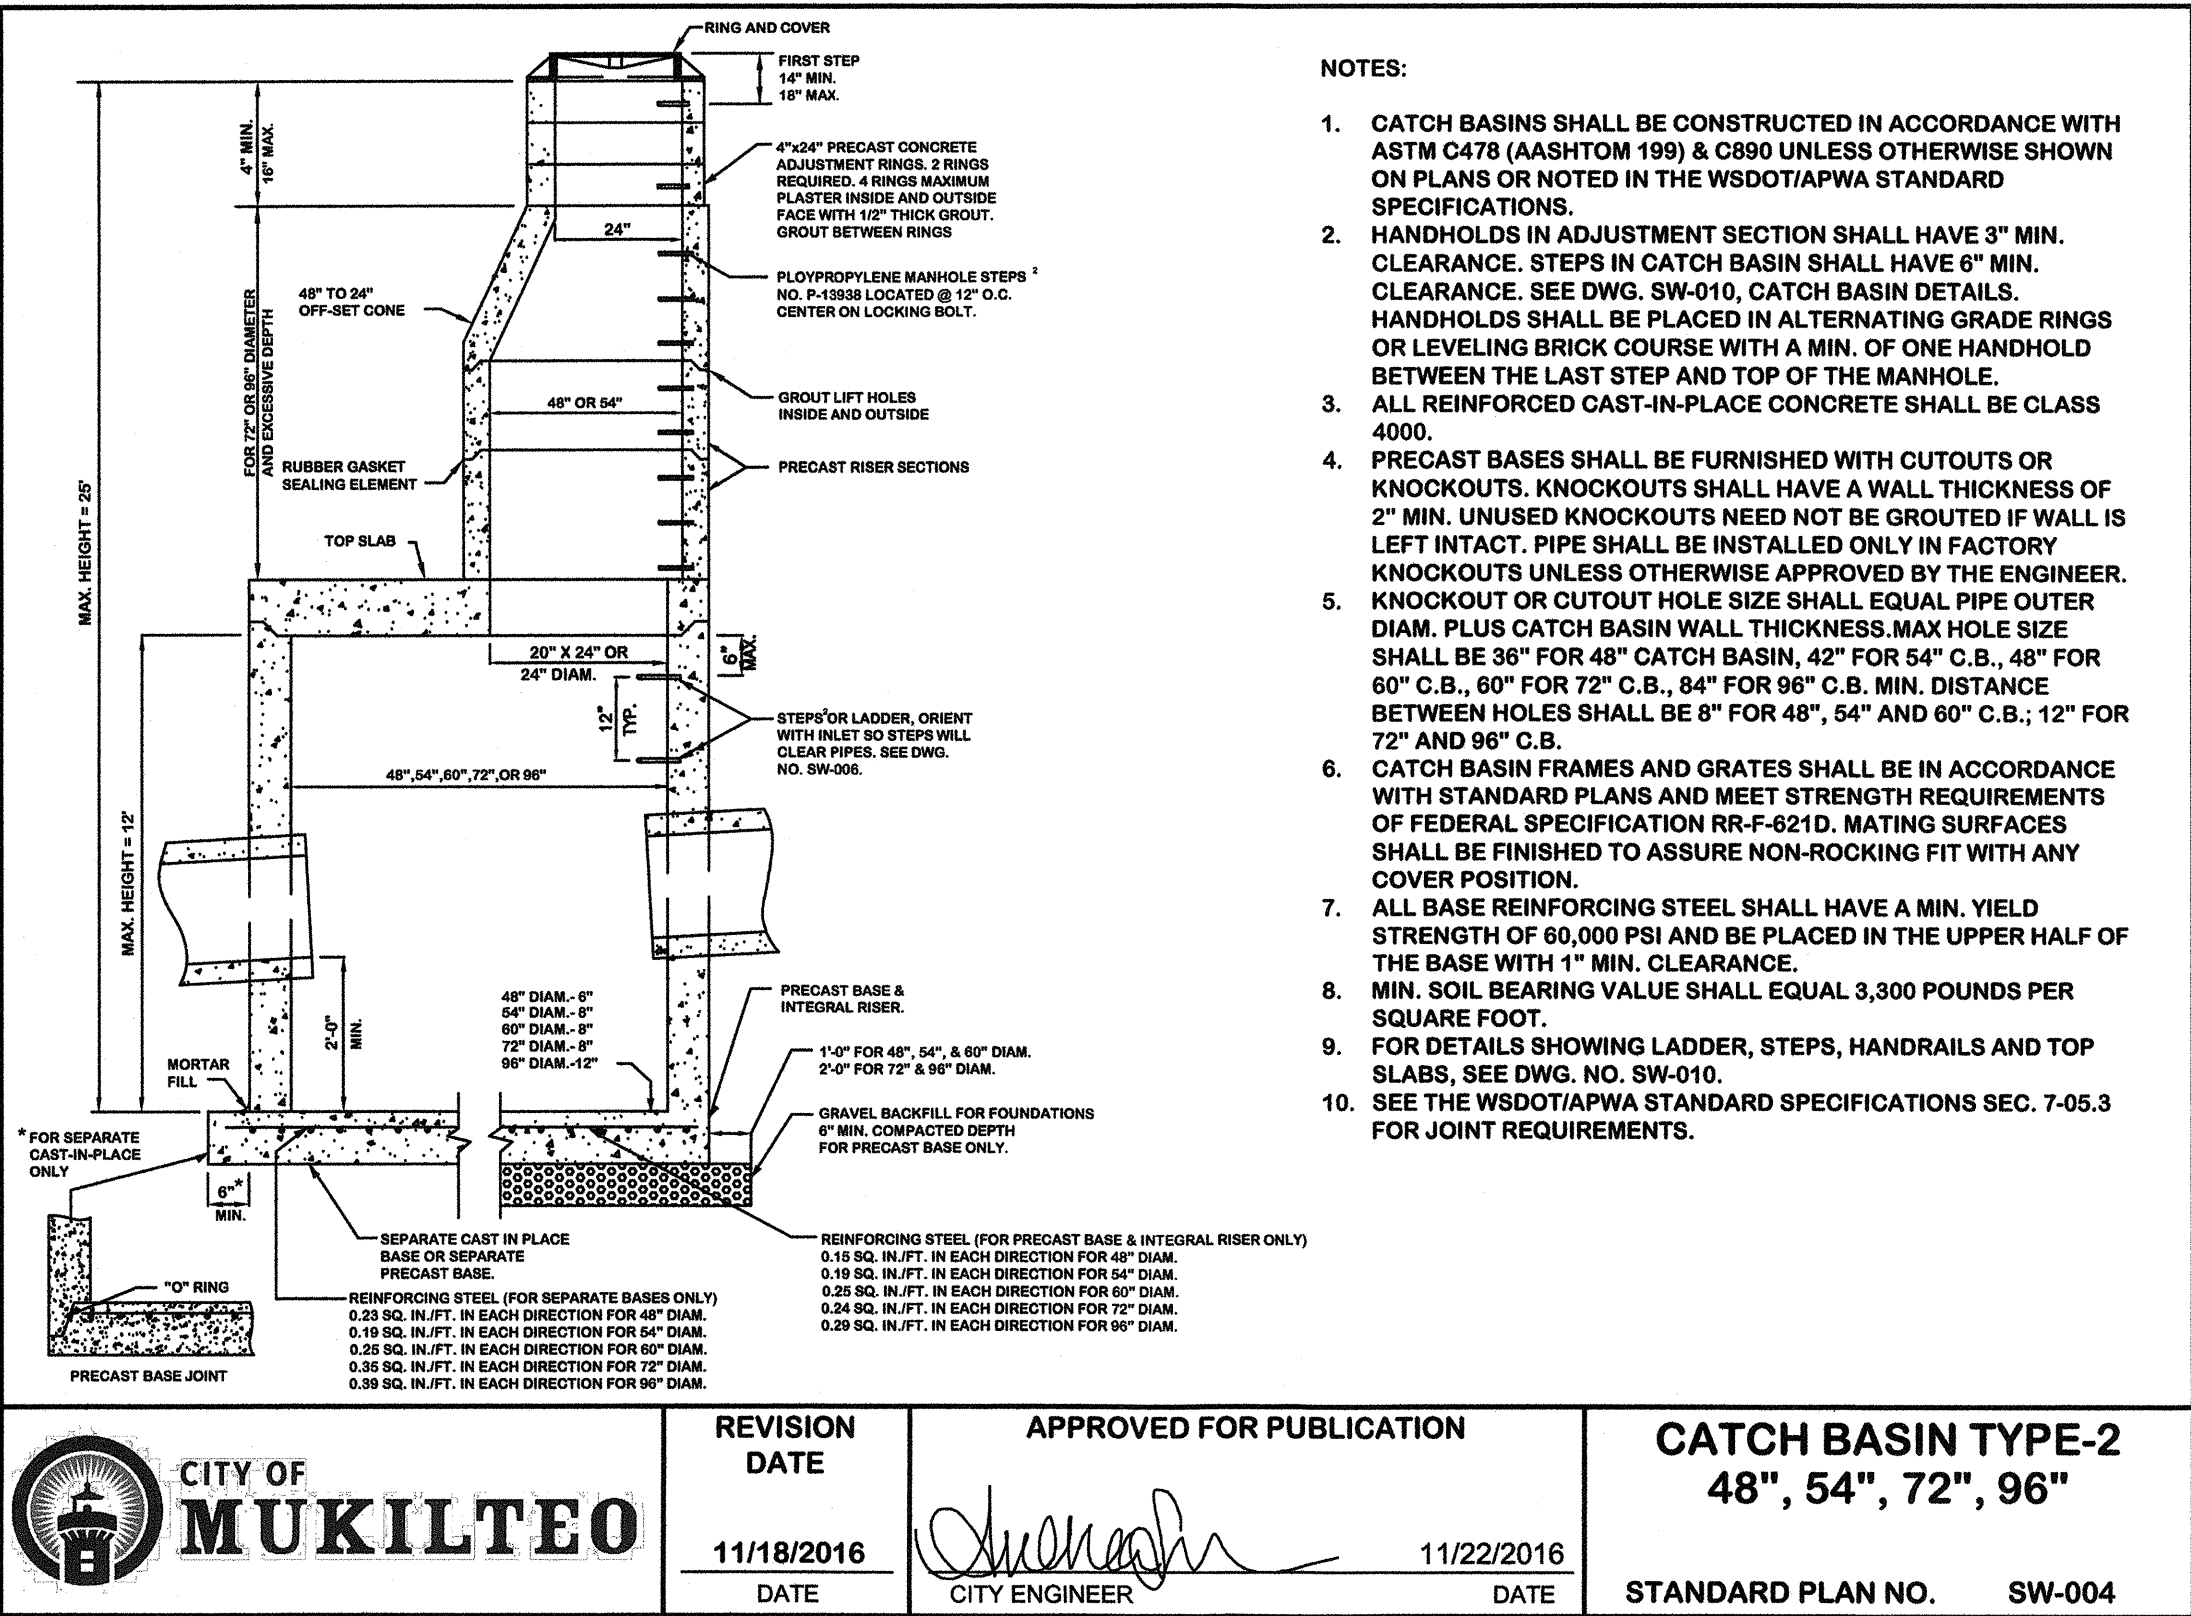 RING AND COVER
FIRST STEP
14" MIN.
18" MAX.
4" MIN.
16" MAX.
4"x24" PRECAST CONCRETE
ADJUSTMENT RINGS. 2 RINGS
REQUIRED. 4 RINGS MAXIMUM
PLASTER INSIDE AND OUTSIDE
FACE WITH 1/2" THICK GROUT.
GROUT BETWEEN RINGS
24"
PLOYPROPYLENE MANHOLE STEPS 2
NO. P-13938 LOCATED @ 12" O.C.
CENTER ON LOCKING BOLT.
48" TO 24"
OFF-SET CONE
FOR 72" OR 96" DIAMETER
AND EXCESSIVE DEPTH
GROUT LIFT HOLES
INSIDE AND OUTSIDE
48" OR 54"
RUBBER GASKET
SEALING ELEMENT
PRECAST RISER SECTIONS
MAX. HEIGHT = 25'
TOP SLAB
20" X 24" OR
24" DIAM.
6"
MAX.
12"
TYP.
STEPS2OR LADDER, ORIENT
WITH INLET SO STEPS WILL
CLEAR PIPES. SEE DWG.
NO. SW-006.
48",54",60",72",OR 96"
MAX. HEIGHT = 12'
2'-0"
MIN.
48" DIAM.- 6"
54" DIAM.- 8"
60" DIAM.- 8"
72" DIAM.- 8"
96" DIAM.-12"
PRECAST BASE &
INTEGRAL RISER.
1'-0" FOR 48", 54", & 60" DIAM.
2'-0" FOR 72" & 96" DIAM.
MORTAR
FILL
GRAVEL BACKFILL FOR FOUNDATIONS
6" MIN. COMPACTED DEPTH
FOR PRECAST BASE ONLY.
* FOR SEPARATE
CAST-IN-PLACE
ONLY
6"*
MIN.
SEPARATE CAST IN PLACE
BASE OR SEPARATE
PRECAST BASE.
"O" RING
PRECAST BASE JOINT
REINFORCING STEEL (FOR SEPARATE BASES ONLY)
0.23 SQ. IN./FT. IN EACH DIRECTION FOR 48" DIAM.
0.19 SQ. IN./FT. IN EACH DIRECTION FOR 54" DIAM.
0.25 SQ. IN./FT. IN EACH DIRECTION FOR 60" DIAM.
0.35 SQ. IN./FT. IN EACH DIRECTION FOR 72" DIAM.
0.39 SQ. IN./FT. IN EACH DIRECTION FOR 96" DIAM.
REINFORCING STEEL (FOR PRECAST BASE & INTEGRAL RISER ONLY)
0.15 SQ. IN./FT. IN EACH DIRECTION FOR 48" DIAM.
0.19 SQ. IN./FT. IN EACH DIRECTION FOR 54" DIAM.
0.25 SQ. IN./FT. IN EACH DIRECTION FOR 60" DIAM.
0.24 SQ. IN./FT. IN EACH DIRECTION FOR 72" DIAM.
0.29 SQ. IN./FT. IN EACH DIRECTION FOR 96" DIAM.
NOTES:
1. CATCH BASINS SHALL BE CONSTRUCTED IN ACCORDANCE WITH
ASTM C478 (AASHTOM 199) & C890 UNLESS OTHERWISE SHOWN
ON PLANS OR NOTED IN THE WSDOT/APWA STANDARD
SPECIFICATIONS.
2. HANDHOLDS IN ADJUSTMENT SECTION SHALL HAVE 3" MIN.
CLEARANCE. STEPS IN CATCH BASIN SHALL HAVE 6" MIN.
CLEARANCE. SEE DWG. SW-010, CATCH BASIN DETAILS.
HANDHOLDS SHALL BE PLACED IN ALTERNATING GRADE RINGS
OR LEVELING BRICK COURSE WITH A MIN. OF ONE HANDHOLD
BETWEEN THE LAST STEP AND TOP OF THE MANHOLE.
3. ALL REINFORCED CAST-IN-PLACE CONCRETE SHALL BE CLASS
4000.
4. PRECAST BASES SHALL BE FURNISHED WITH CUTOUTS OR
KNOCKOUTS. KNOCKOUTS SHALL HAVE A WALL THICKNESS OF
2" MIN. UNUSED KNOCKOUTS NEED NOT BE GROUTED IF WALL IS
LEFT INTACT. PIPE SHALL BE INSTALLED ONLY IN FACTORY
KNOCKOUTS UNLESS OTHERWISE APPROVED BY THE ENGINEER.
5. KNOCKOUT OR CUTOUT HOLE SIZE SHALL EQUAL PIPE OUTER
DIAM. PLUS CATCH BASIN WALL THICKNESS.MAX HOLE SIZE
SHALL BE 36" FOR 48" CATCH BASIN, 42" FOR 54" C.B., 48" FOR
60" C.B., 60" FOR 72" C.B., 84" FOR 96" C.B. MIN. DISTANCE
BETWEEN HOLES SHALL BE 8" FOR 48", 54" AND 60" C.B.; 12" FOR
72" AND 96" C.B.
6. CATCH BASIN FRAMES AND GRATES SHALL BE IN ACCORDANCE
WITH STANDARD PLANS AND MEET STRENGTH REQUIREMENTS
OF FEDERAL SPECIFICATION RR-F-621D. MATING SURFACES
SHALL BE FINISHED TO ASSURE NON-ROCKING FIT WITH ANY
COVER POSITION.
7. ALL BASE REINFORCING STEEL SHALL HAVE A MIN. YIELD
STRENGTH OF 60,000 PSI AND BE PLACED IN THE UPPER HALF OF
THE BASE WITH 1" MIN. CLEARANCE.
8. MIN. SOIL BEARING VALUE SHALL EQUAL 3,300 POUNDS PER
SQUARE FOOT.
9. FOR DETAILS SHOWING LADDER, STEPS, HANDRAILS AND TOP
SLABS, SEE DWG. NO. SW-010.
10. SEE THE WSDOT/APWA STANDARD SPECIFICATIONS SEC. 7-05.3
FOR JOINT REQUIREMENTS.
CITY OF
MUKILTEO
REVISION
DATE
11/18/2016
DATE
APPROVED FOR PUBLICATION
11/22/2016
CITY ENGINEER
DATE
CATCH BASIN TYPE-2
48", 54", 72", 96"
STANDARD PLAN NO. SW-004